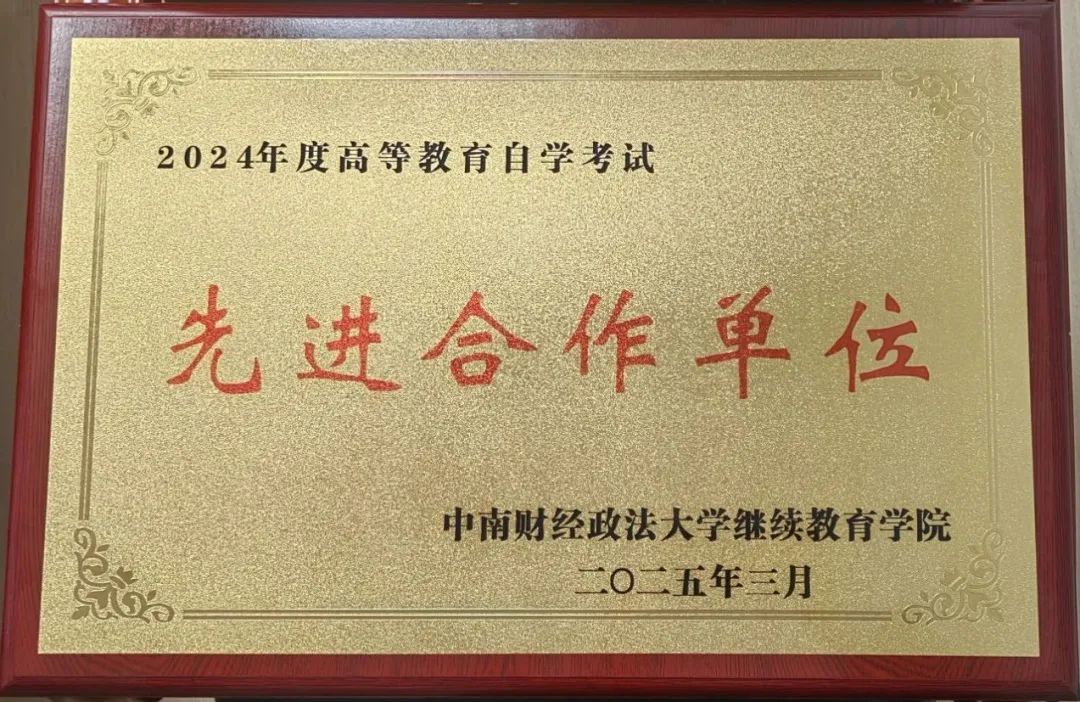 2024年度高等教育自学考试
先进合作单位
中南财经政法大学继续教育学院
二〇二五年三月